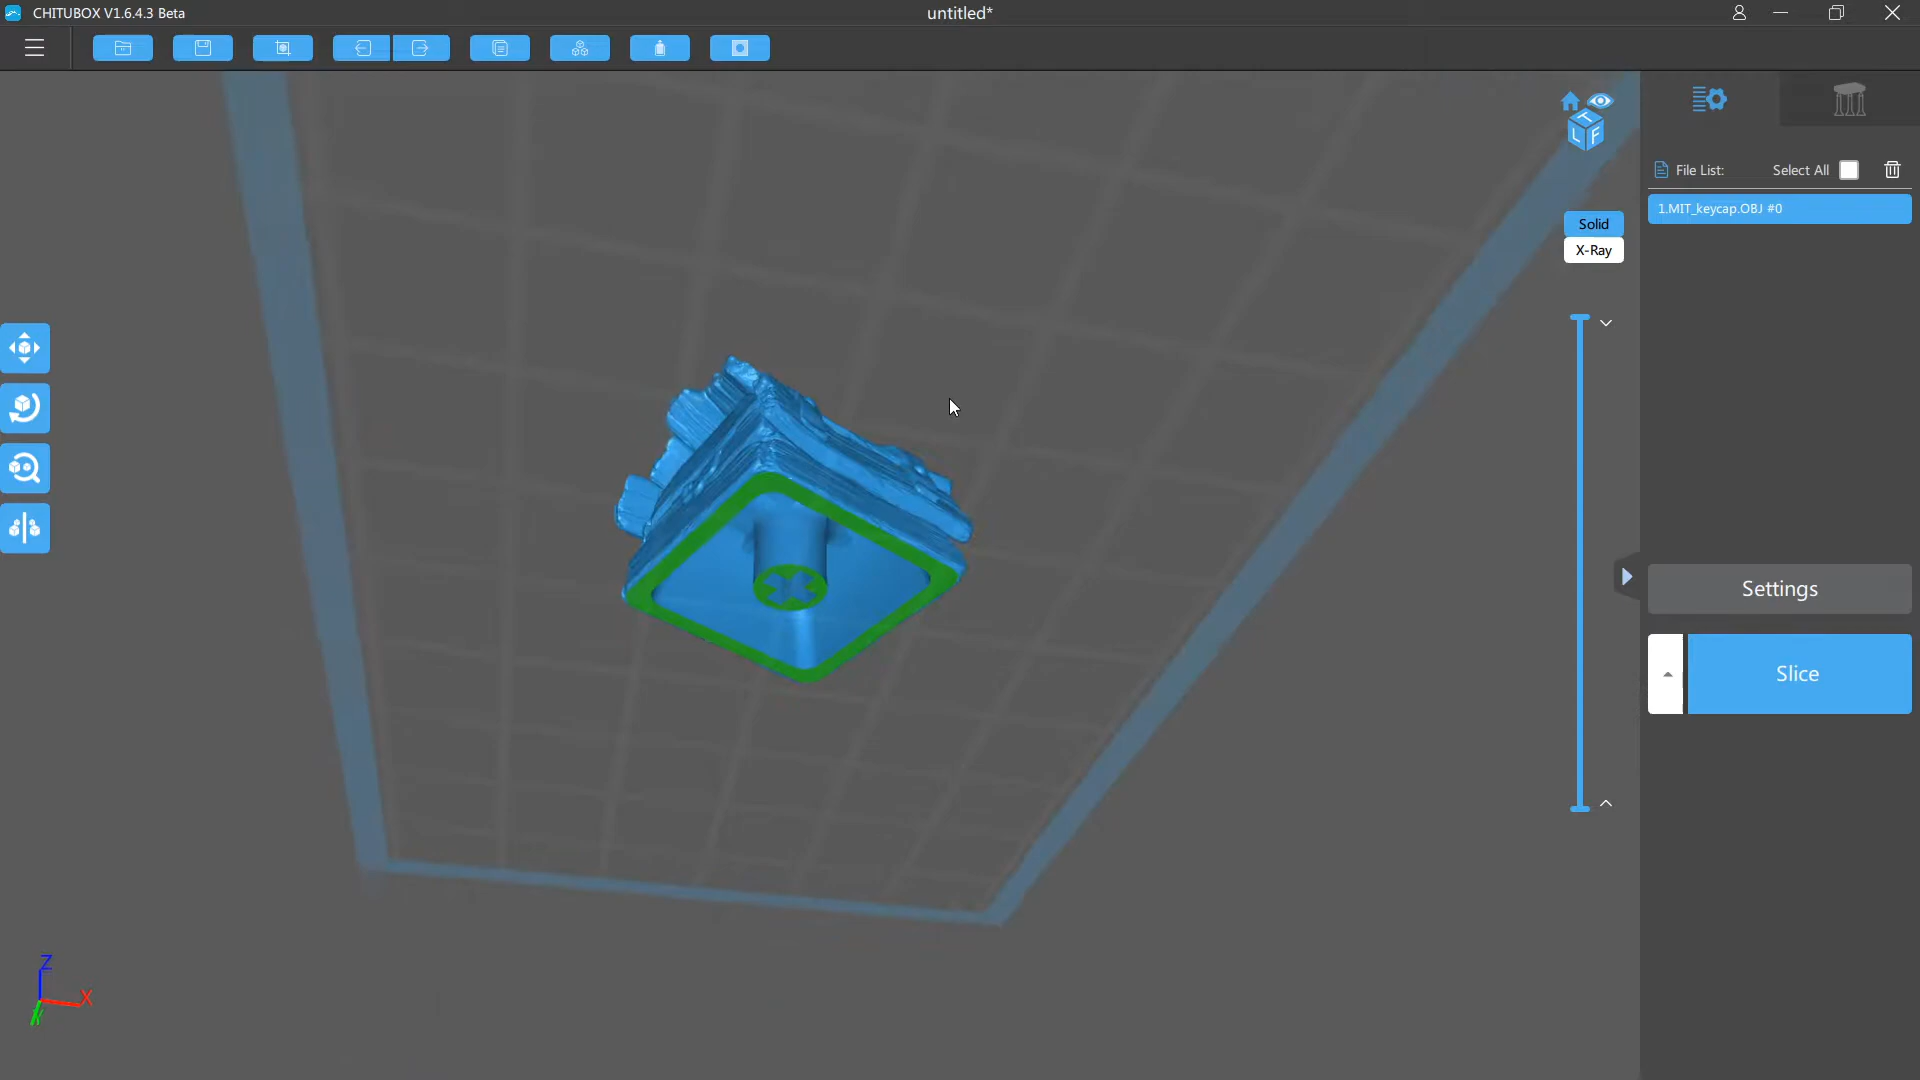 CHITUBOX V1.6.4.3 Beta
untitled*
T
L F
File List:
Select All
1.MIT_keycap.OBJ #0
Solid
X-Ray
Settings
Slice
Z
X
Y